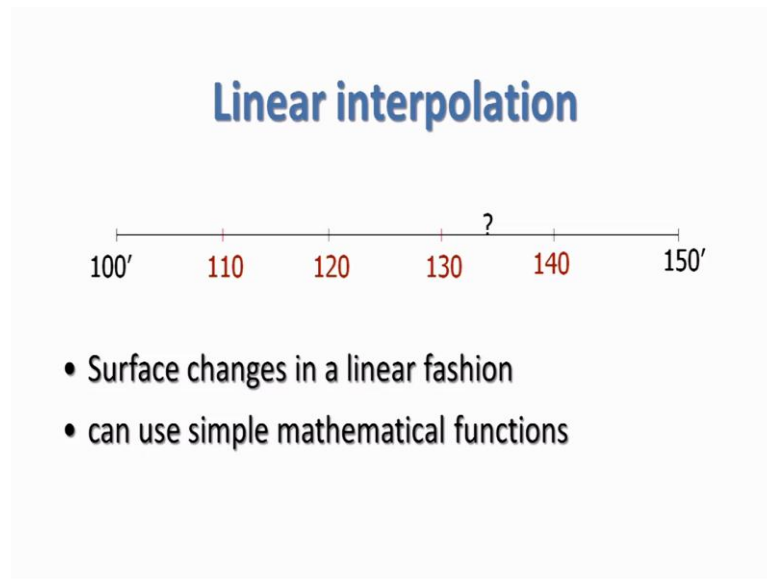 Linear interpolation
?
100′ 110 120 130 140 150′
• Surface changes in a linear fashion
• can use simple mathematical functions